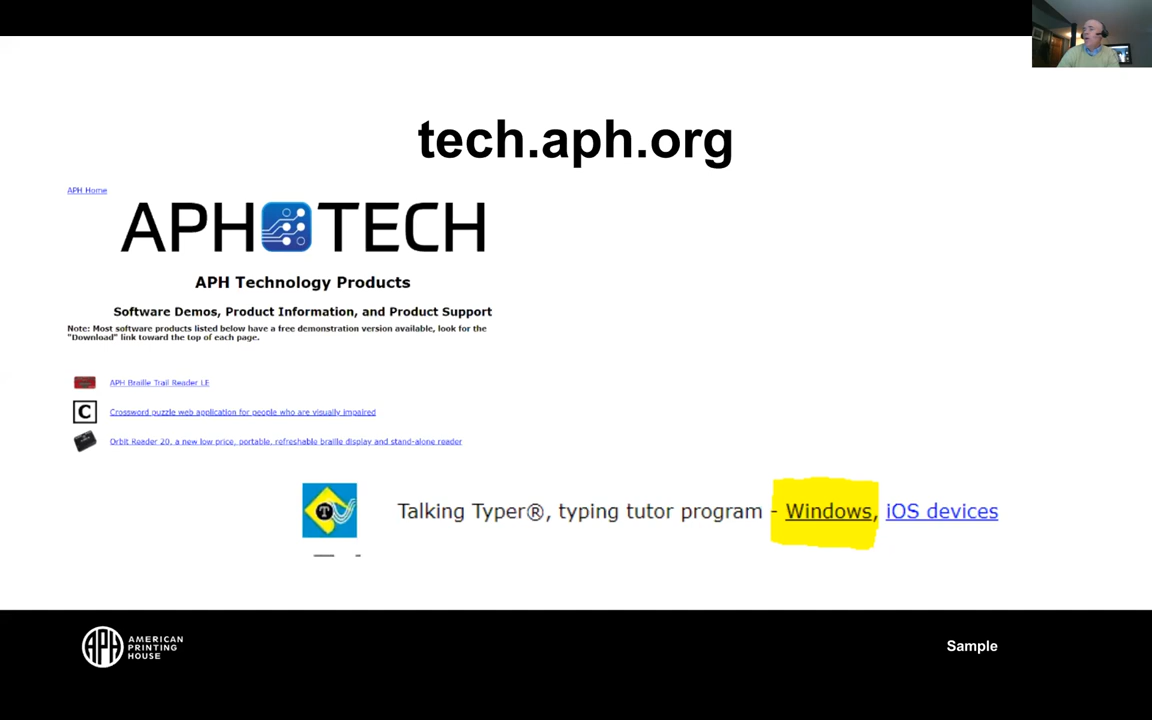 tech.aph.org
APH Home
APH TECH
APH Technology Products
Software Demos, Product Information, and Product Support
Note: Most software products listed below have a free demonstration version available, look for the
"Download" link toward the top of each page.
APH Braille Trail Reader LE
C Crossword puzzle web application for people who are visually impaired
Orbit Reader 20, a new low price, portable, refreshable braille display and stand-alone reader
T Talking Typer®, typing tutor program - Windows, iOS devices
APH AMERICAN
PRINTING
HOUSE
Sample